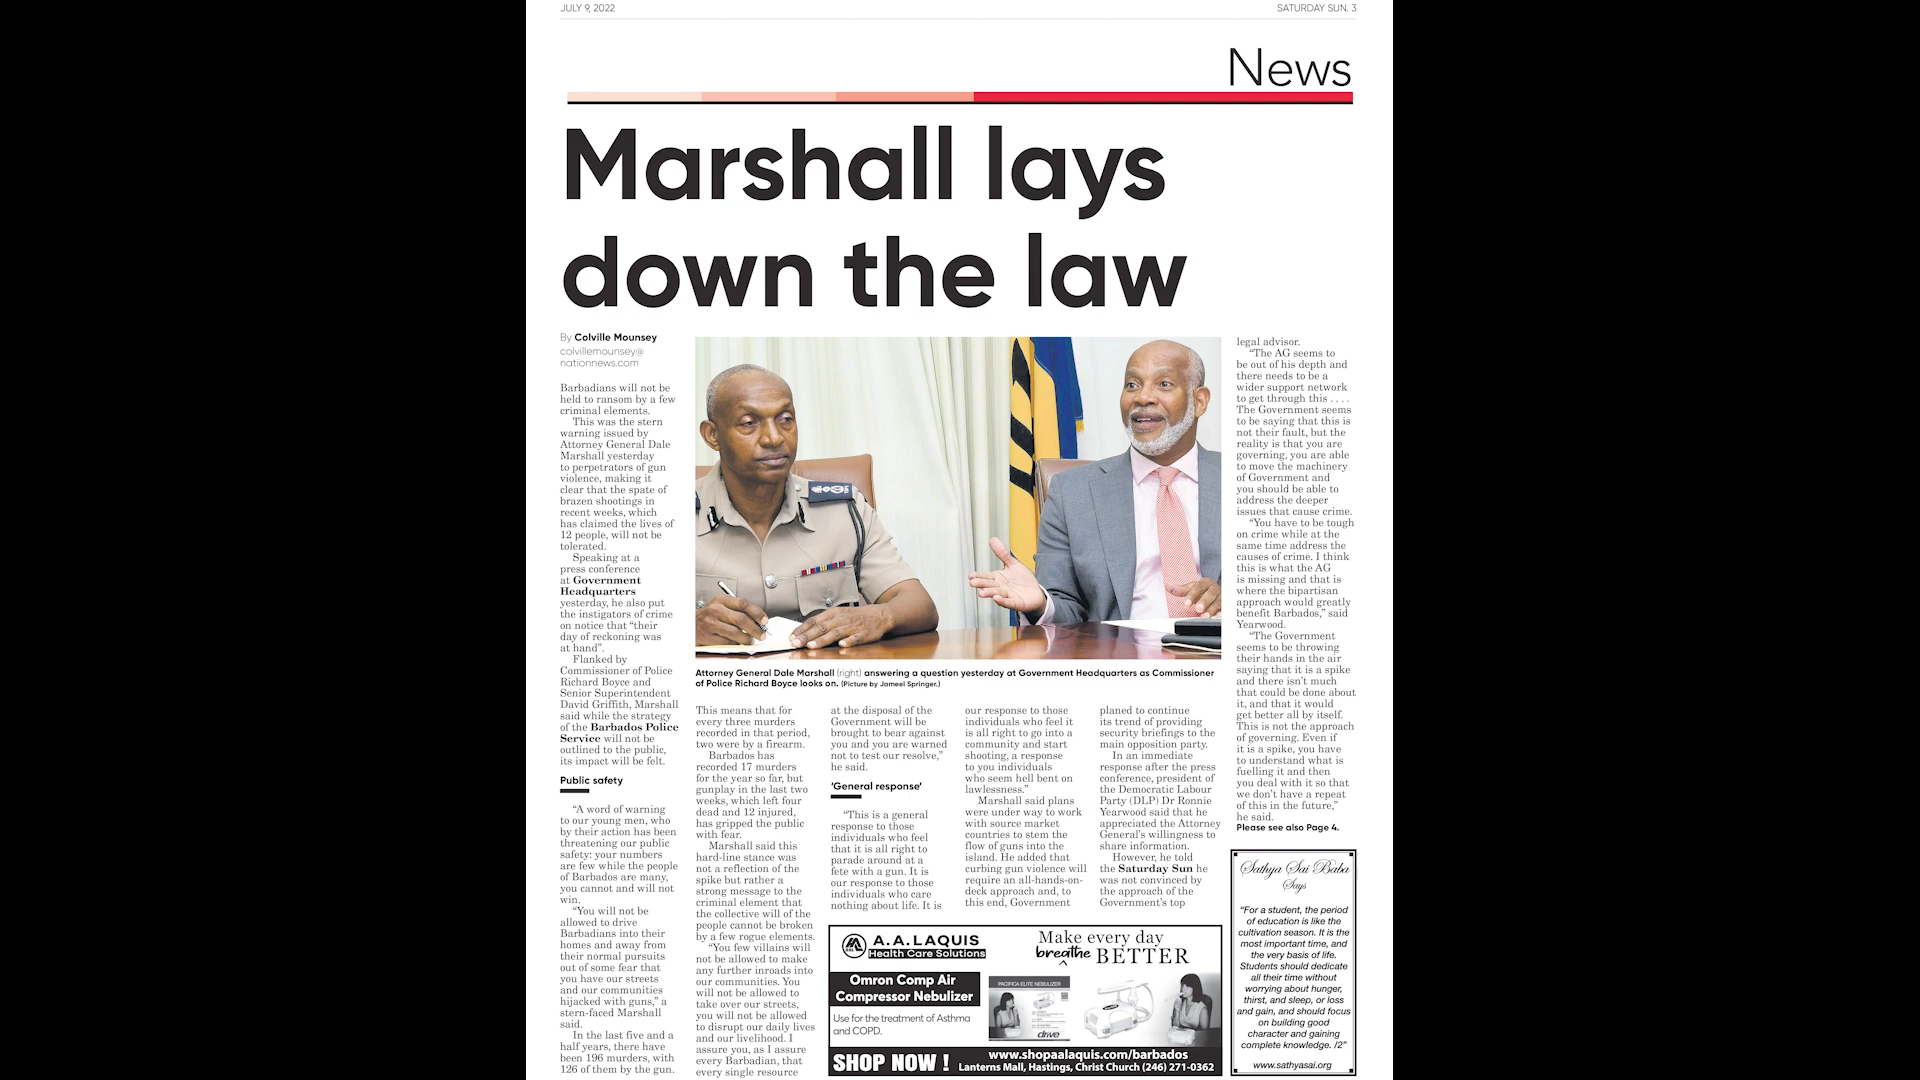 JULY 9, 2022
SATURDAY SUN. 3
News
Marshall lays
down the law
By Colville Mounsey
colvillemounsey@
nationnews.com
Barbadians will not be
held to ransom by a few
criminal elements.
This was the stern
warning issued by
Attorney General Dale
Marshall yesterday
to perpetrators of gun
violence, making it
clear that the spate of
brazen shootings in
recent weeks, which
has claimed the lives of
12 people, will not be
tolerated.
Speaking at a
press conference
at Government
Headquarters
yesterday, he also put
the instigators of crime
on notice that “their
day of reckoning was
at hand”.
Flanked by
Commissioner of Police
Richard Boyce and
Senior Superintendent
David Griffith, Marshall
said while the strategy
of the Barbados Police
Service will not be
outlined to the public,
its impact will be felt.
Public safety
“A word of warning
to our young men, who
by their action has been
threatening our public
safety: your numbers
are few while the people
of Barbados are many,
you cannot and will not
win.
“You will not be
allowed to drive
Barbadians into their
homes and away from
their normal pursuits
out of some fear that
you have our streets
and our communities
hijacked with guns,” a
stern-faced Marshall
said.
In the last five and a
half years, there have
been 196 murders, with
126 of them by the gun.
Attorney General Dale Marshall (right) answering a question yesterday at Government Headquarters as Commissioner
of Police Richard Boyce looks on. (Picture by Jameel Springer.)
This means that for
every three murders
recorded in that period,
two were by a firearm.
Barbados has
recorded 17 murders
for the year so far, but
gunplay in the last two
weeks, which left four
dead and 12 injured,
has gripped the public
with fear.
Marshall said this
hard-line stance was
not a reflection of the
spike but rather a
strong message to the
criminal element that
the collective will of the
people cannot be broken
by a few rogue elements.
“You few villains will
not be allowed to make
any further inroads into
our communities. You
will not be allowed to
take over our streets,
you will not be allowed
to disrupt our daily lives
and our livelihood. I
assure you, as I assure
every Barbadian, that
every single resource
at the disposal of the
Government will be
brought to bear against
you and you are warned
not to test our resolve,”
he said.
‘General response’
“This is a general
response to those
individuals who feel
that it is all right to
parade around at a
fete with a gun. It is
our response to those
individuals who care
nothing about life. It is
our response to those
individuals who feel it
is all right to go into a
community and start
shooting, a response
to you individuals
who seem hell bent on
lawlessness.”
Marshall said plans
were under way to work
with source market
countries to stem the
flow of guns into the
island. He added that
curbing gun violence will
require an all-hands-on-
deck approach and, to
this end, Government
planed to continue
its trend of providing
security briefings to the
main opposition party.
In an immediate
response after the press
conference, president of
the Democratic Labour
Party (DLP) Dr Ronnie
Yearwood said that he
appreciated the Attorney
General’s willingness to
share information.
However, he told
the Saturday Sun he
was not convinced by
the approach of the
Government’s top
legal advisor.
“The AG seems to
be out of his depth and
there needs to be a
wider support network
to get through this . . . .
The Government seems
to be saying that this is
not their fault, but the
reality is that you are
governing, you are able
to move the machinery
of Government and
you should be able to
address the deeper
issues that cause crime.
“You have to be tough
on crime while at the
same time address the
causes of crime. I think
this is what the AG
is missing and that is
where the bipartisan
approach would greatly
benefit Barbados,” said
Yearwood.
“The Government
seems to be throwing
their hands in the air
saying that it is a spike
and there isn’t much
that could be done about
it, and that it would
get better all by itself.
This is not the approach
of governing. Even if
it is a spike, you have
to understand what is
fuelling it and then
you deal with it so that
we don’t have a repeat
of this in the future,”
he said.
Please see also Page 4.
A.A.LAQUIS
Health Care Solutions
Make every day
breathe BETTER
Omron Comp Air
Compressor Nebulizer
Use for the treatment of Asthma
and COPD.
PACIFICA ELITE NEBULIZER
drive
SHOP NOW !
www.shopaalaquis.com/barbados
Lanterns Mall, Hastings, Christ Church (246) 271-0362
Sathya Sai Baba
Says
“For a student, the period
of education is like the
cultivation season. It is the
most important time, and
the very basis of life.
Students should dedicate
all their time without
worrying about hunger,
thirst, and sleep, or loss
and gain, and should focus
on building good
character and gaining
complete knowledge. /2”
www.sathyasai.org